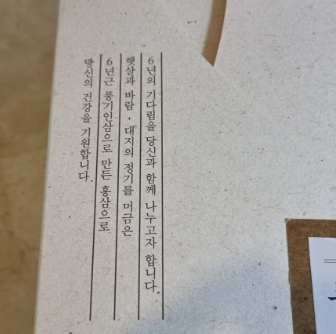 6년의 기다림을 당신과 함께 나누고자 합니다.
햇살과 바람 · 대지의 정기를 머금은
6년근 풍기인삼으로 만든 홍삼으로
당신의 건강을 기원합니다.